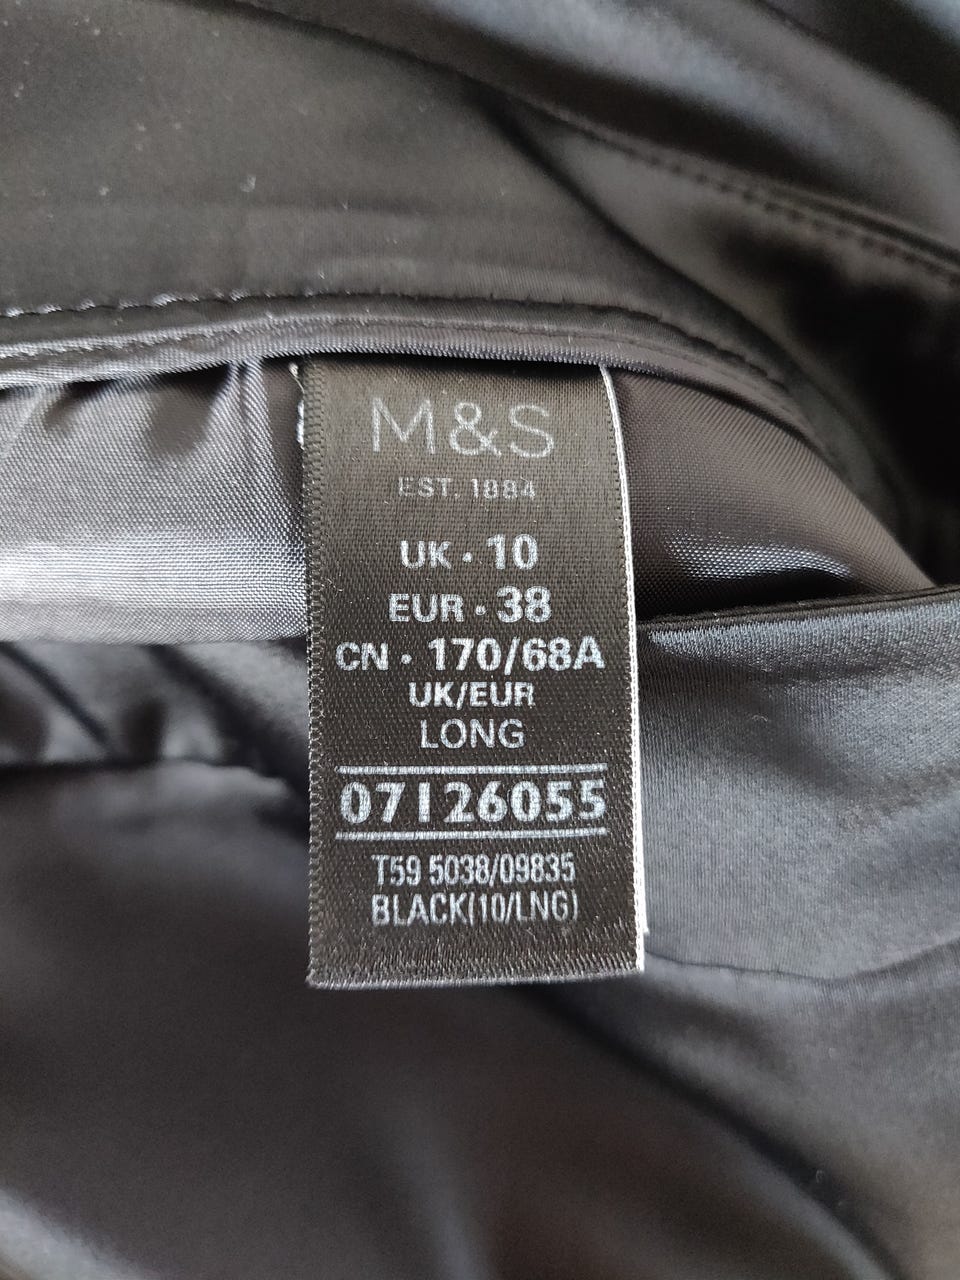 M&S
EST. 1884
UK · 10
EUR · 38
CN · 170/68A
UK/EUR
LONG
07126055
T59 5038/09835
BLACK(10/LNG)